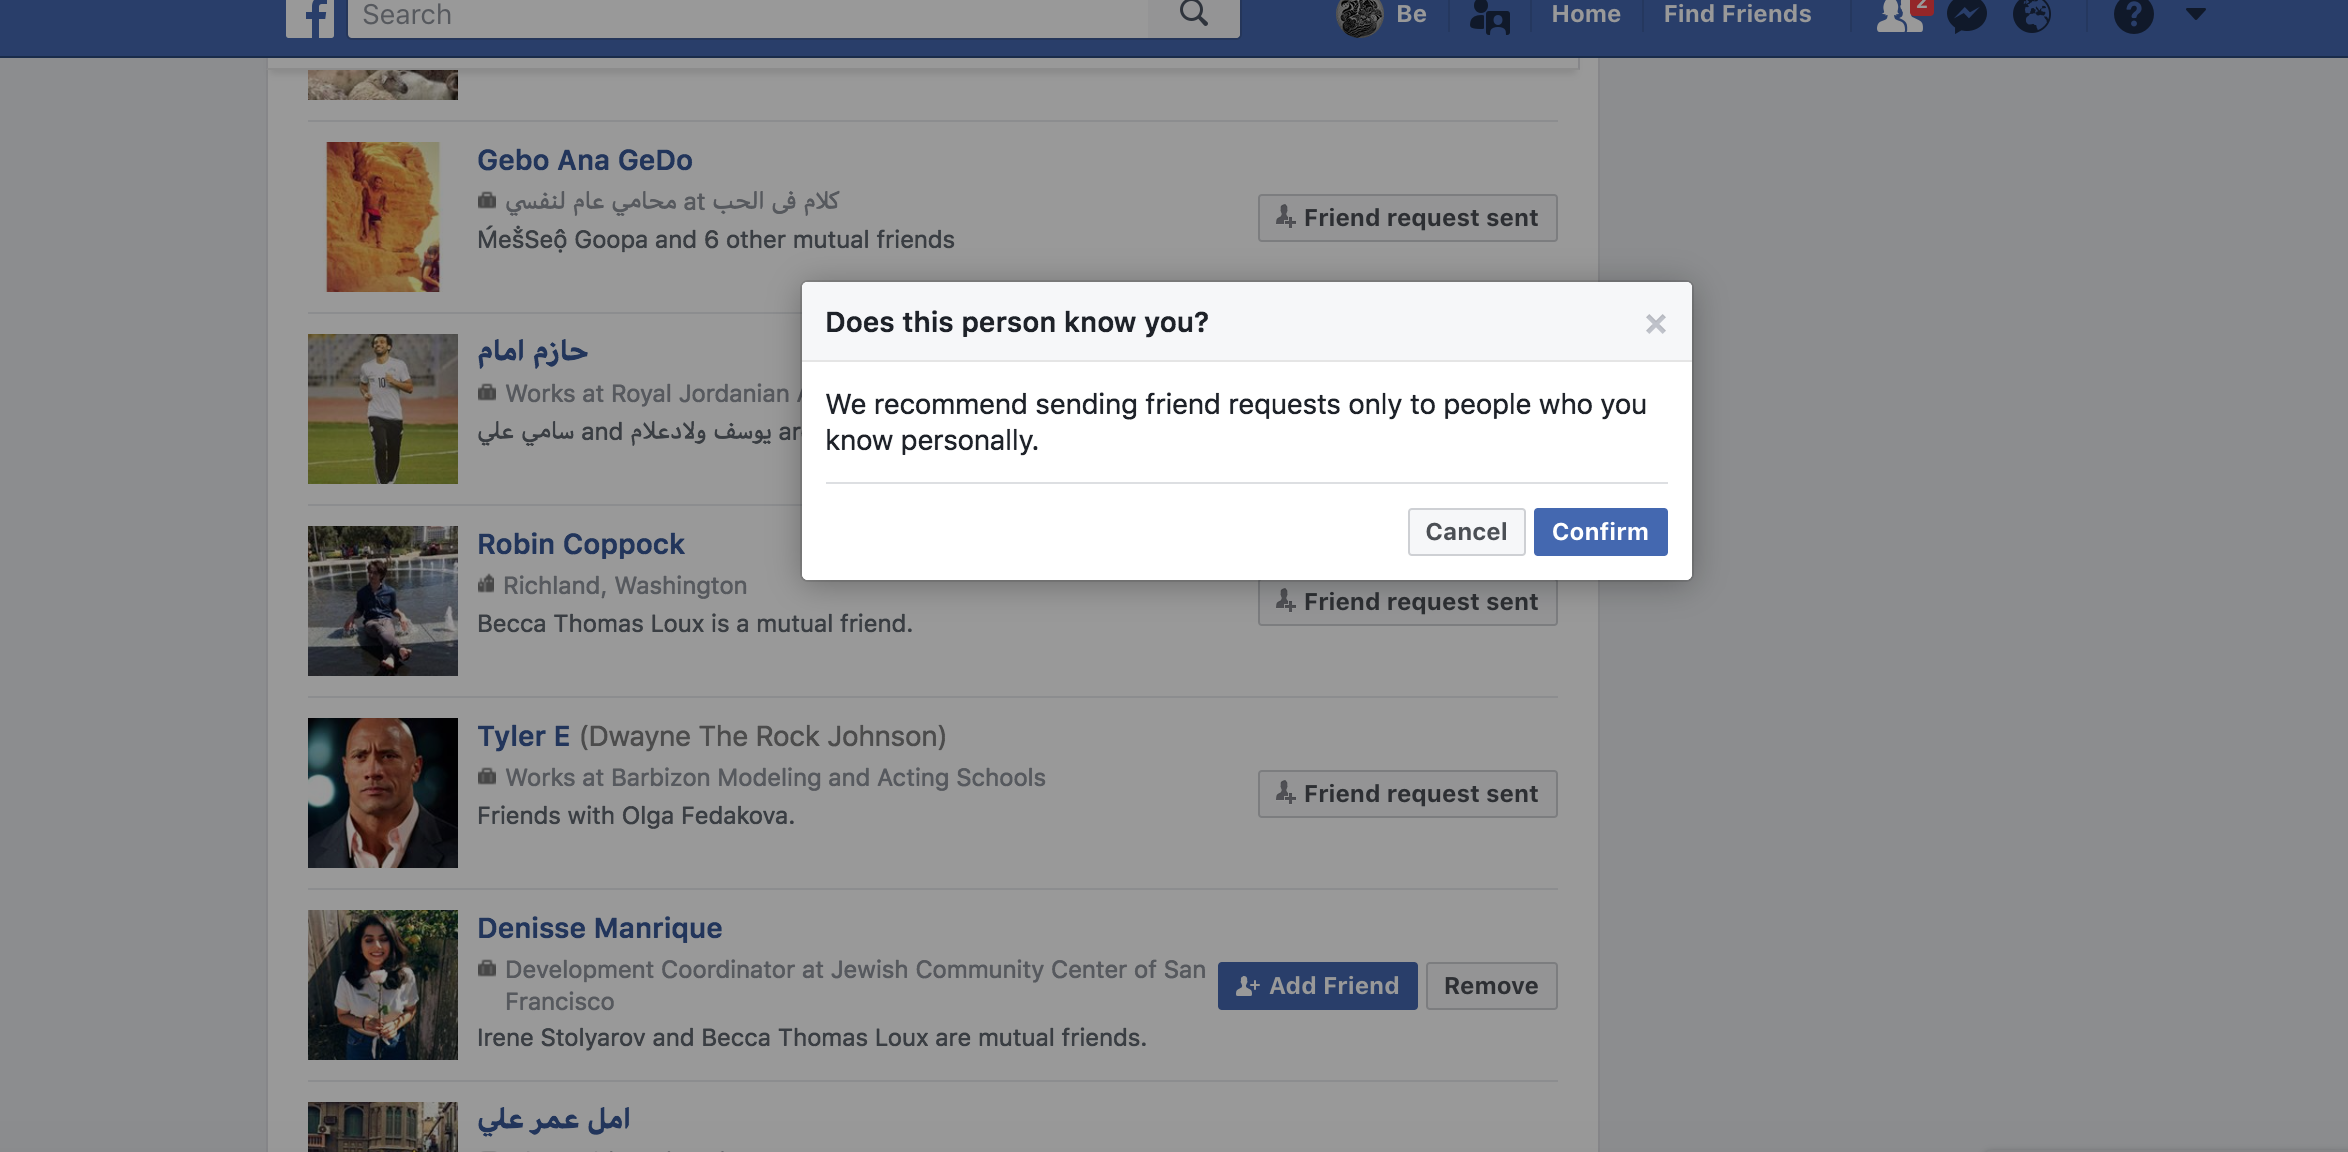 Search
Be
Home
Find Friends
2
Gebo Ana GeDo
محامي عام لنفسي at كلام فى الحب
ḾeṧSeộ Goopa and 6 other mutual friends
Friend request sent
حازم امام
Works at Royal Jordanian
سامي علي and يوسف ولادعلام
Does this person know you?
We recommend sending friend requests only to people who you
know personally.
Cancel
Confirm
Robin Coppock
Richland, Washington
Becca Thomas Loux is a mutual friend.
Friend request sent
Tyler E (Dwayne The Rock Johnson)
Works at Barbizon Modeling and Acting Schools
Friends with Olga Fedakova.
Friend request sent
Denisse Manrique
Development Coordinator at Jewish Community Center of San
Francisco
Irene Stolyarov and Becca Thomas Loux are mutual friends.
Add Friend
Remove
امل عمر علي